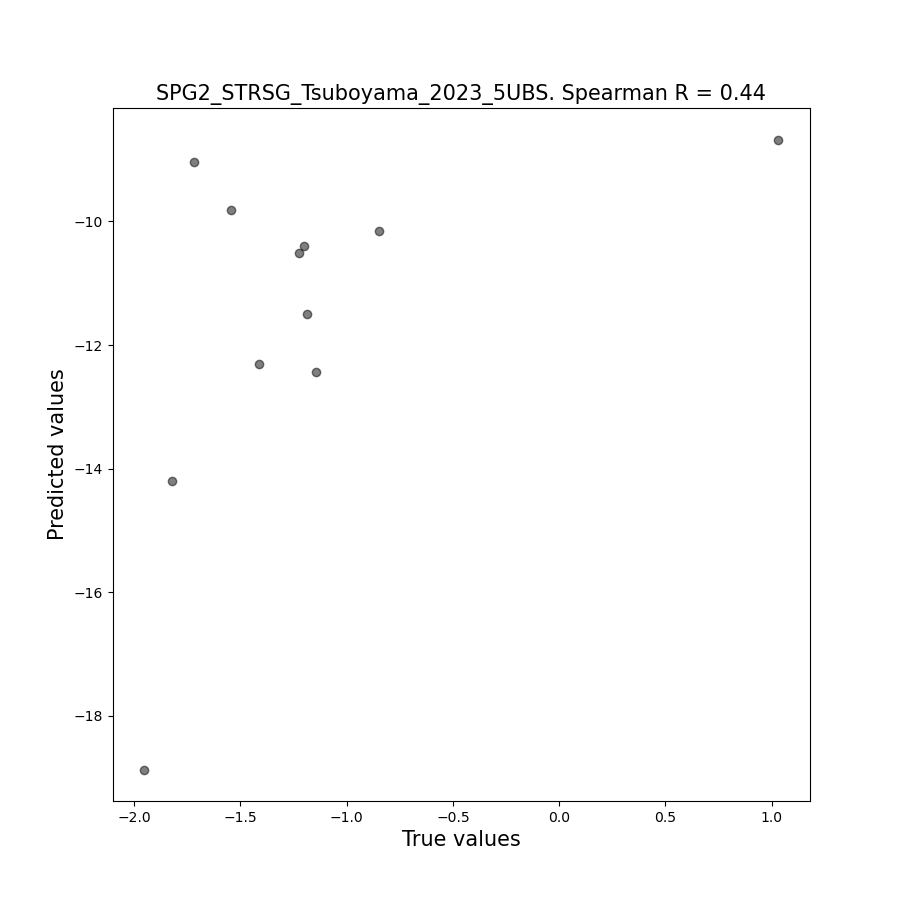 SPG2_STRSG_Tsuboyama_2023_5UBS. Spearman R = 0.44
Predicted values
−10
−12
−14
−16
−18
−2.0 −1.5 −1.0 −0.5 0.0 0.5 1.0
True values